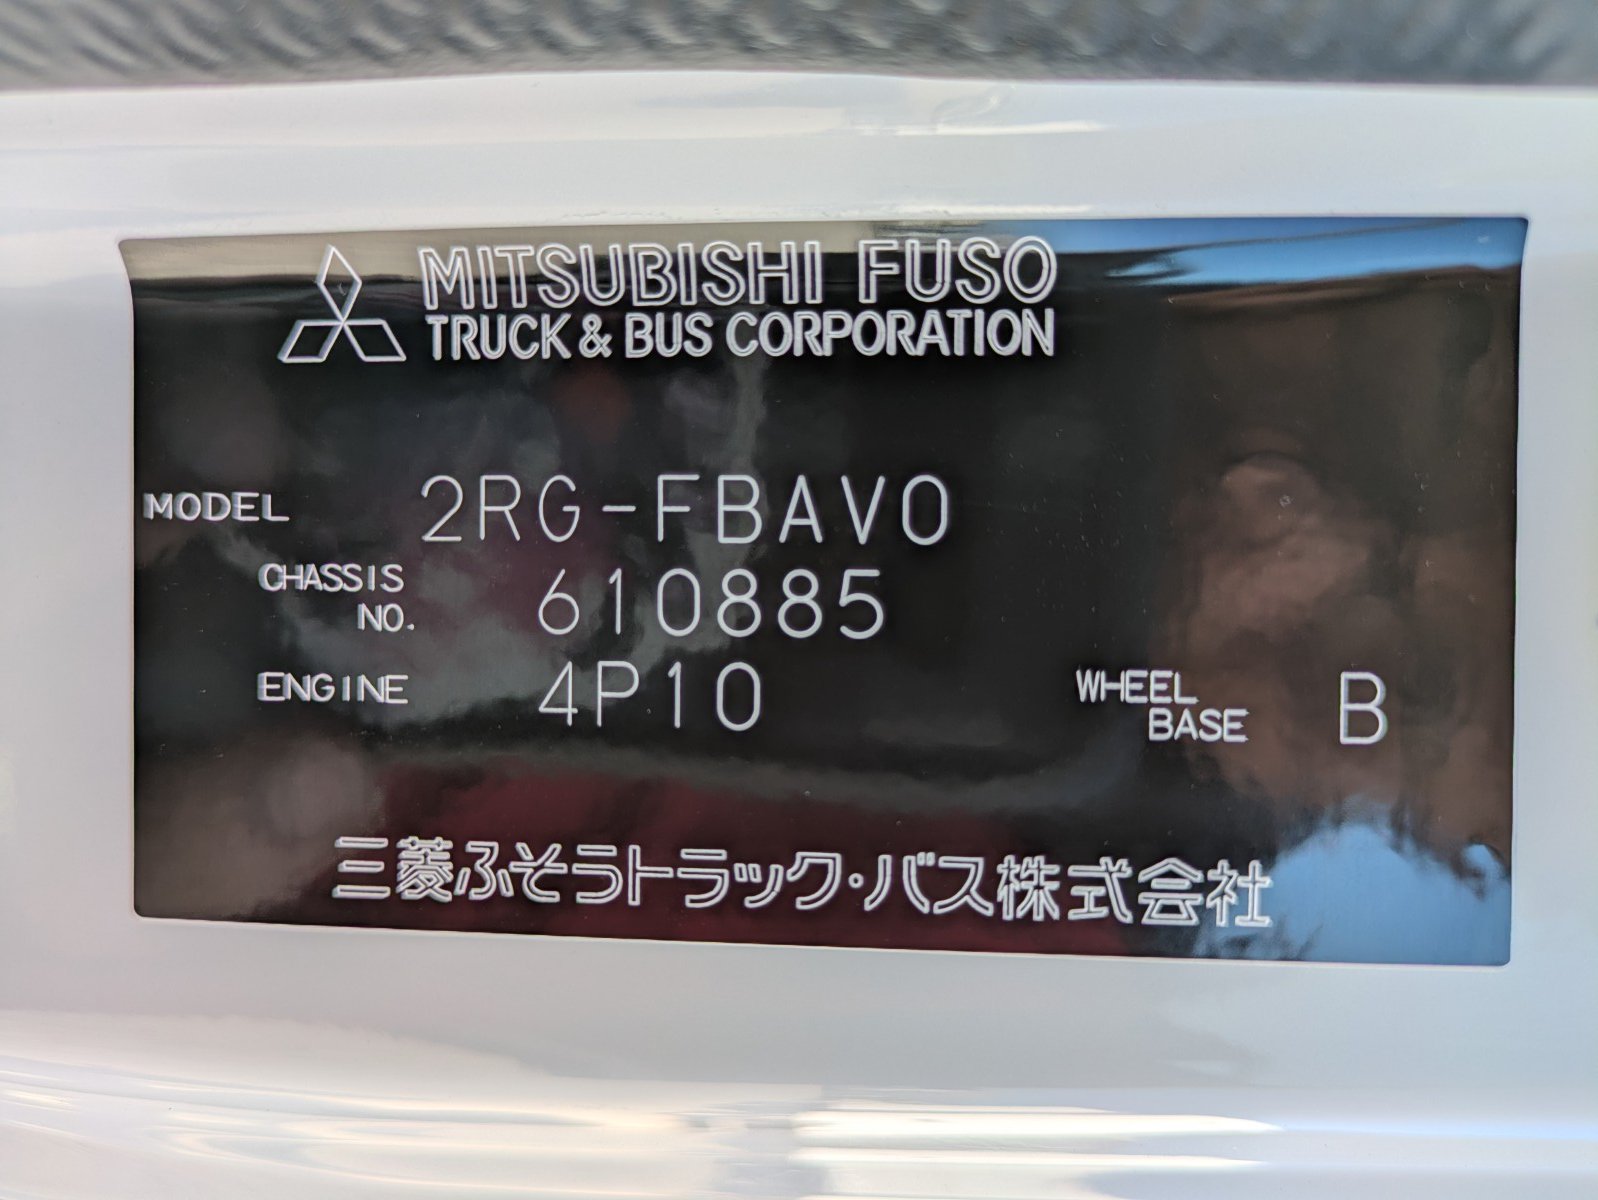 MITSUBISHI FUSO
TRUCK & BUS CORPORATION
MODEL 2RG-FBAV0
CHASSIS NO. 610885
ENGINE 4P10
WHEEL BASE B
三菱ふそうトラック・バス株式会社